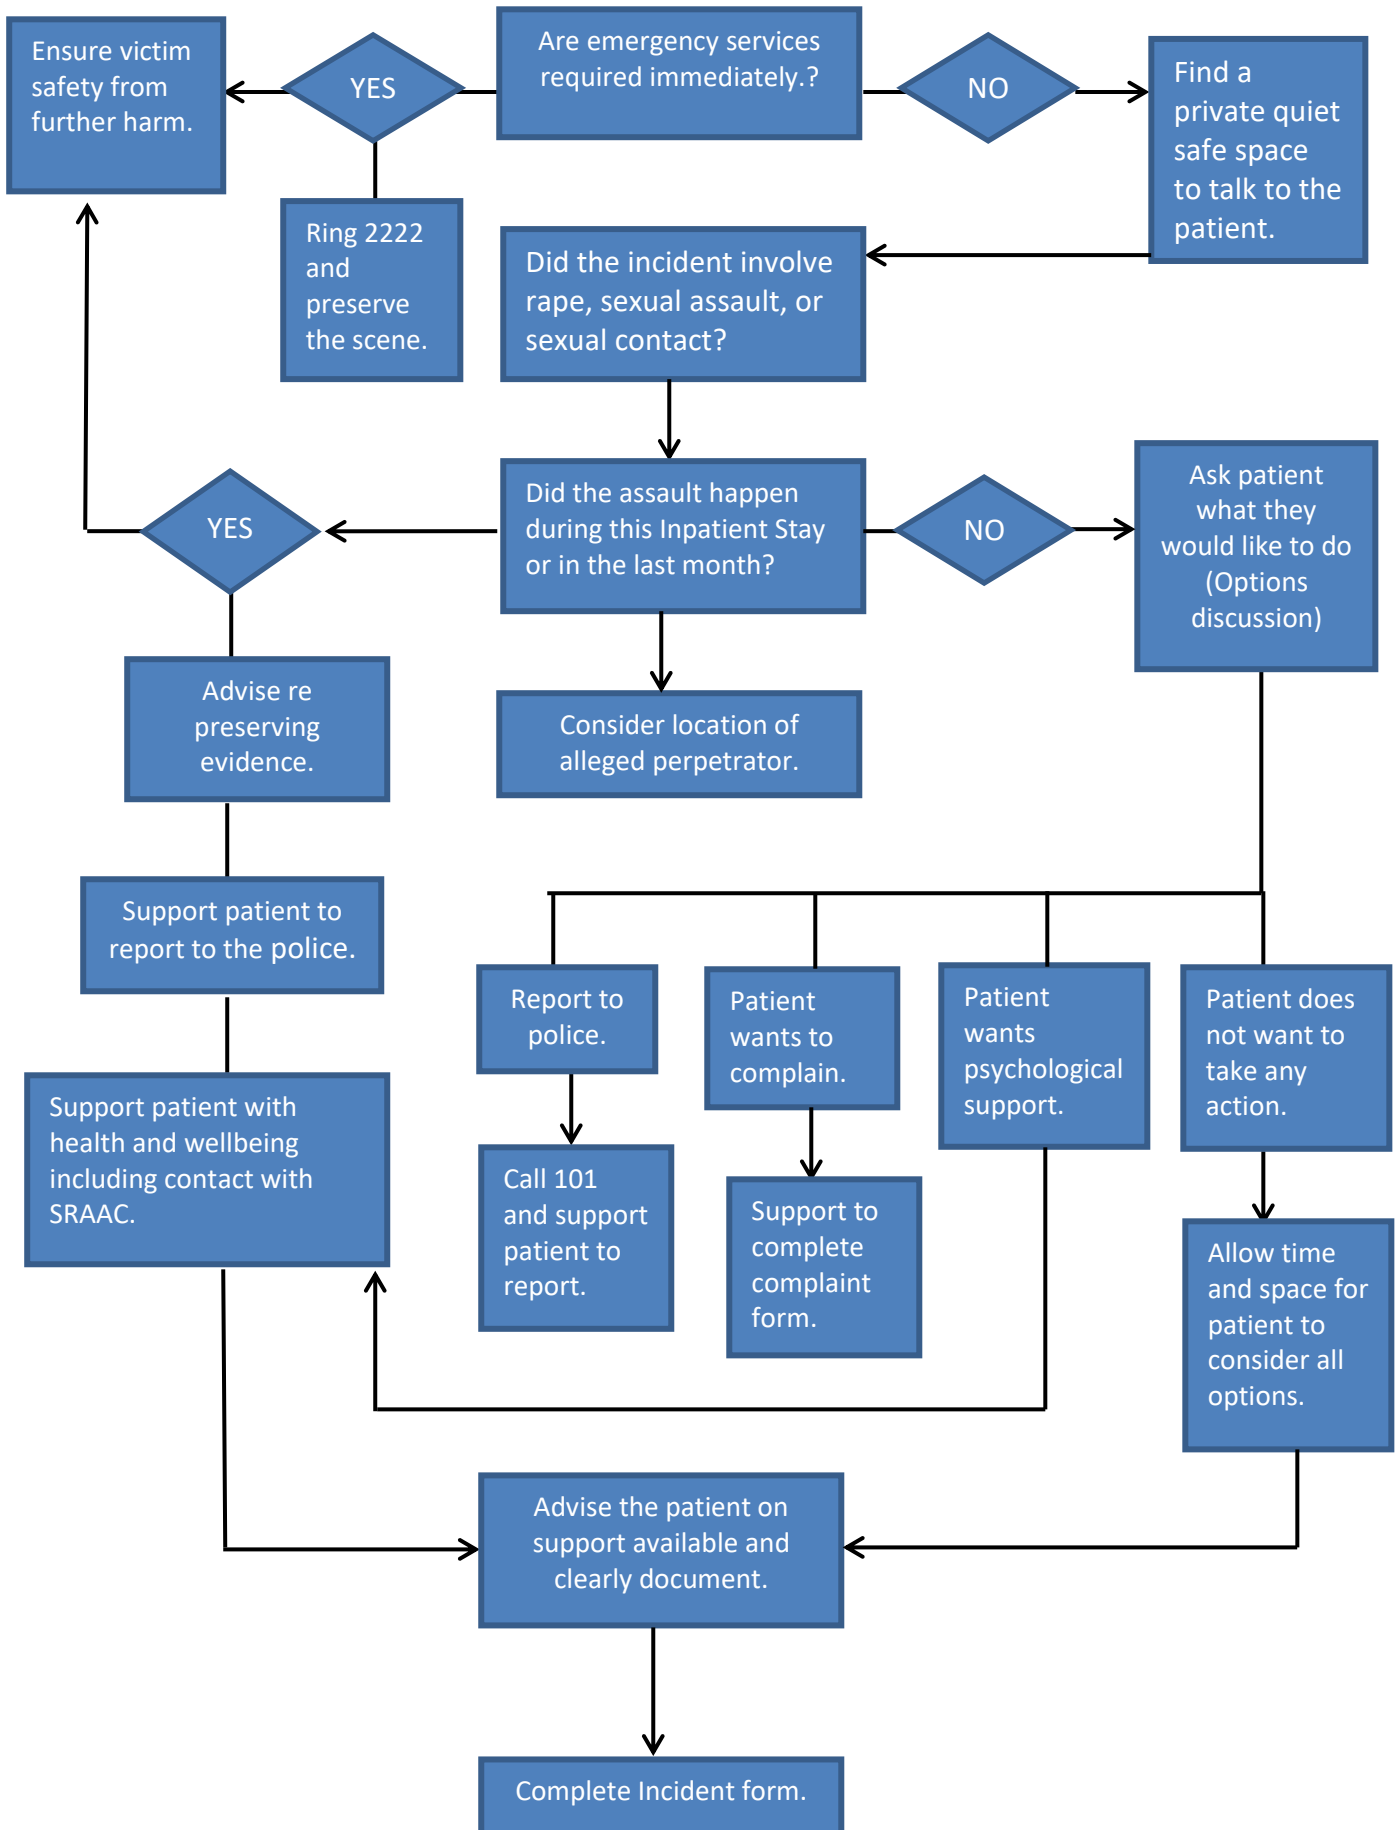 Ensure victim
safety from
further harm.
YES
Are emergency services
required immediately.?
NO
Find a
private quiet
safe space
to talk to the
patient.
Ring 2222
and
preserve
the scene.
Did the incident involve
rape, sexual assault, or
sexual contact?
YES
Did the assault happen
during this Inpatient Stay
or in the last month?
NO
Ask patient
what they
would like to do
(Options
discussion)
Advise re
preserving
evidence.
Consider location of
alleged perpetrator.
Support patient to
report to the police.
Report to
police.
Patient
wants to
complain.
Patient
wants
psychological
support.
Patient does
not want to
take any
action.
Support patient with
health and wellbeing
including contact with
SRAAC.
Call 101
and support
patient to
report.
Support to
complete
complaint
form.
Allow time
and space for
patient to
consider all
options.
Advise the patient on
support available and
clearly document.
Complete Incident form.